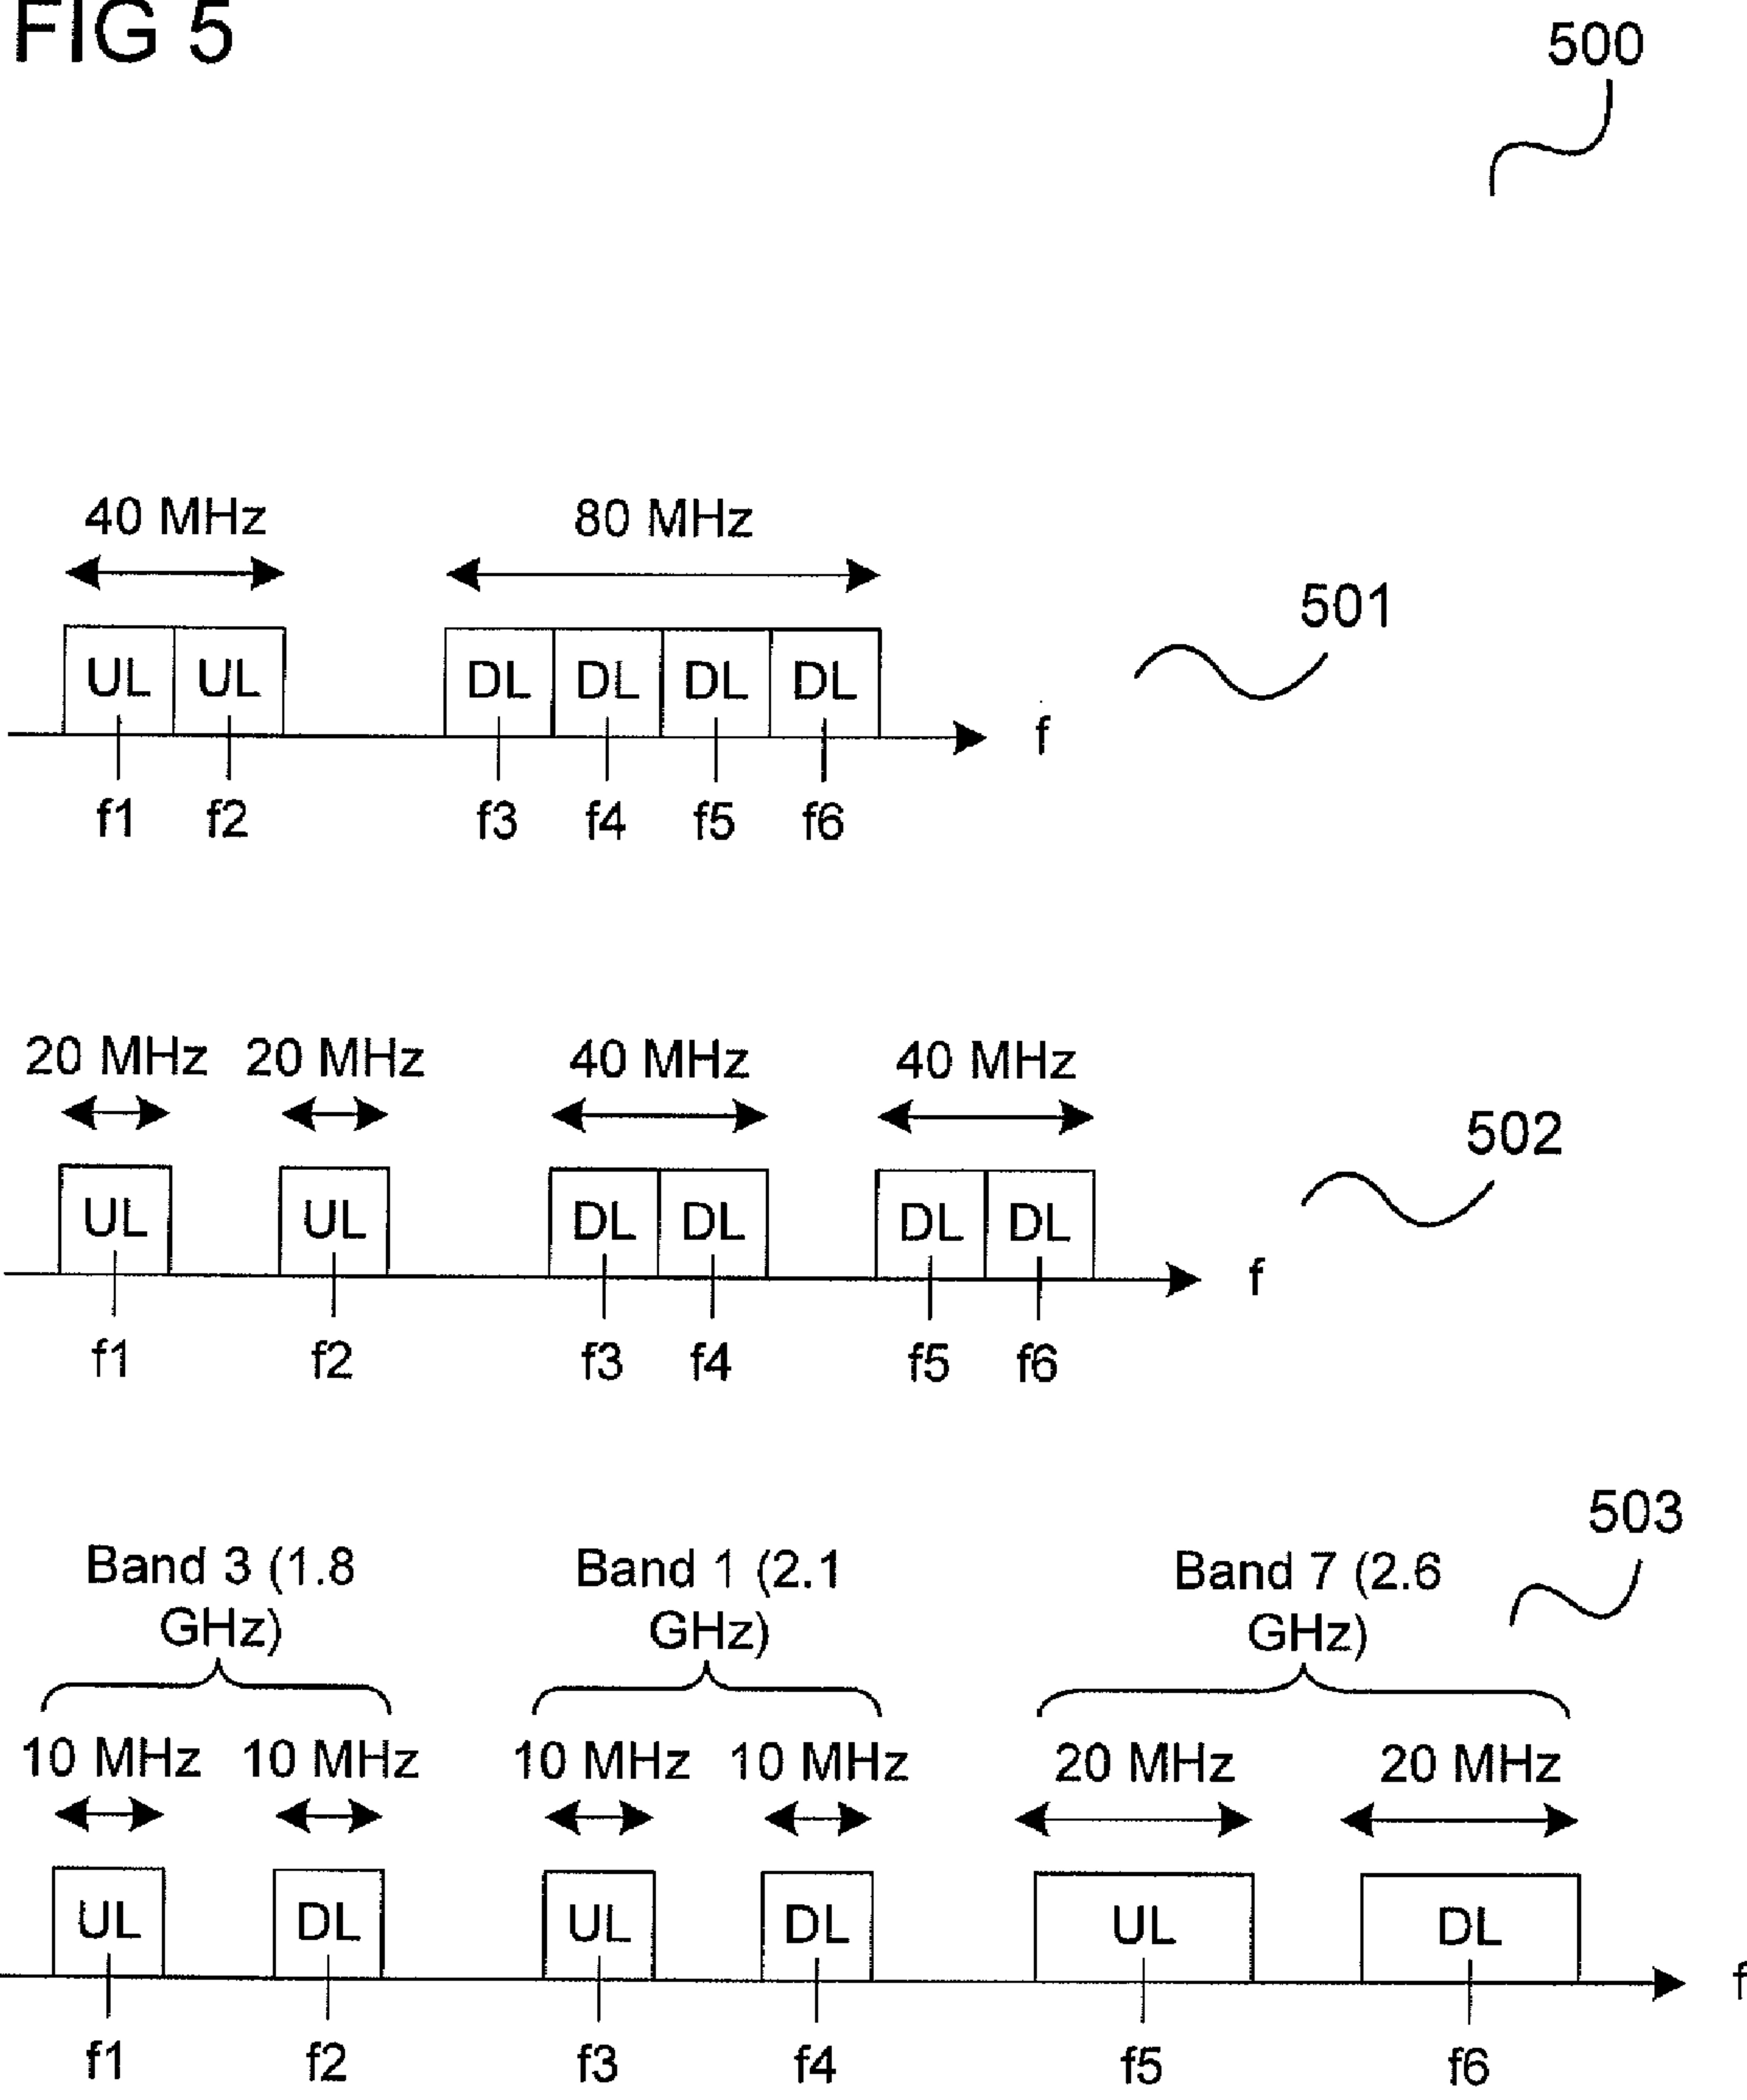 FIG 5
500
40 MHz 80 MHz
501
UL UL DL DL DL DL
f
f1 f2 f3 f4 f5 f6
20 MHz 20 MHz 40 MHz 40 MHz
502
UL UL DL DL DL DL
f
f1 f2 f3 f4 f5 f6
503
Band 3 (1.8 Band 1 (2.1 Band 7 (2.6
GHz) GHz) GHz)
10 MHz 10 MHz 10 MHz 10 MHz 20 MHz 20 MHz
UL DL UL DL UL DL
f
f1 f2 f3 f4 f5 f6